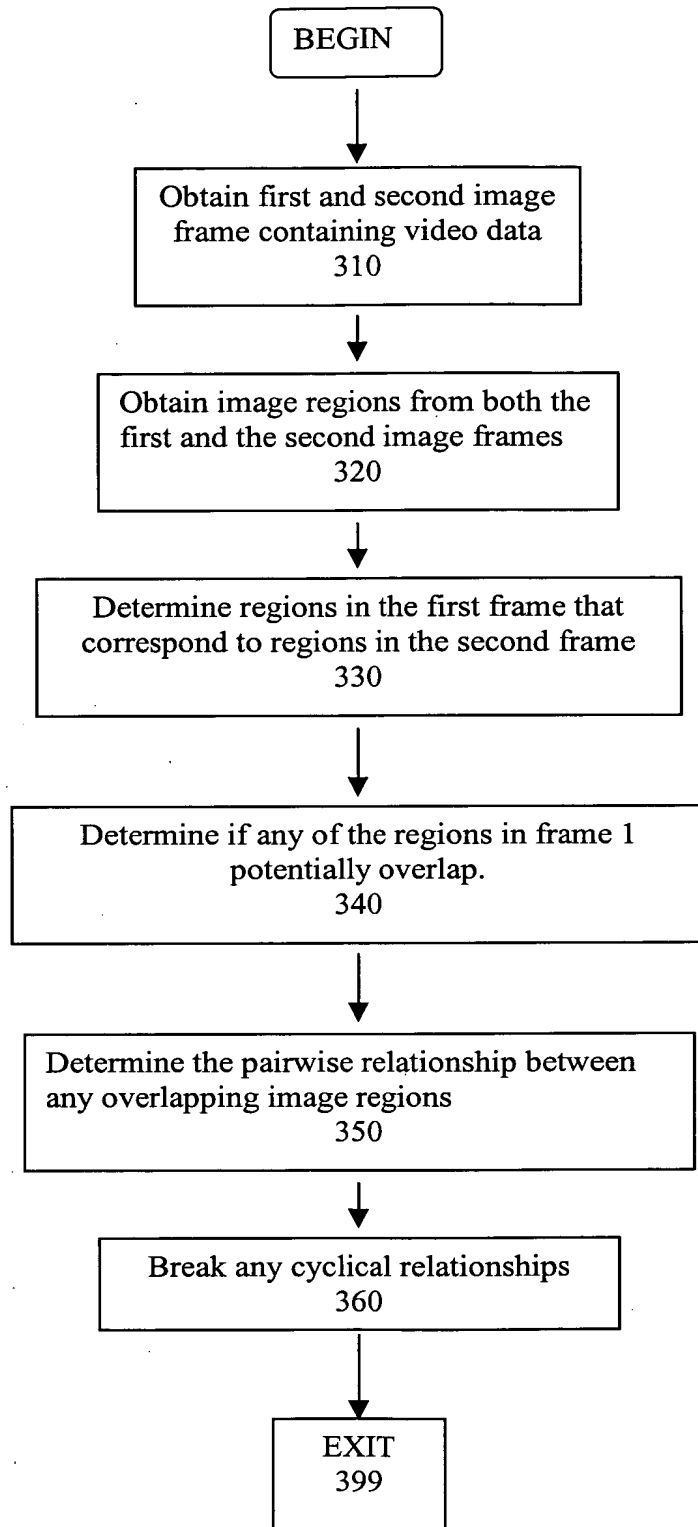 BEGIN
Obtain first and second image
frame containing video data
310
Obtain image regions from both the
first and the second image frames
320
Determine regions in the first frame that
correspond to regions in the second frame
330
Determine if any of the regions in frame 1
potentially overlap.
340
Determine the pairwise relationship between
any overlapping image regions
350
Break any cyclical relationships
360
EXIT
399